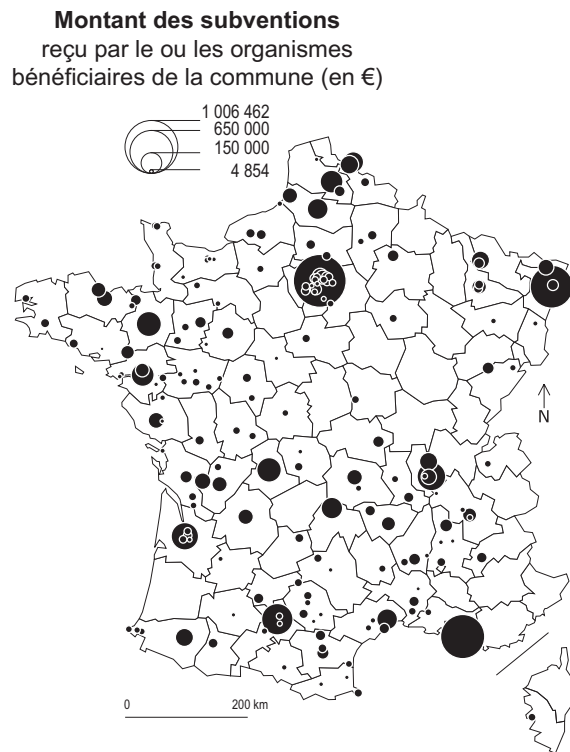 Montant des subventions
reçu par le ou les organismes
bénéficiaires de la commune (en €)
1 006 462
650 000
150 000
4 854
N
0 200 km